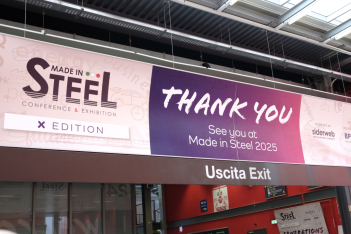 MADE IN
STEEL
CONFERENCE & EXHIBITION
X EDITION
THANK YOU
See you at
Made in Steel 2025
siderweb
Uscita Exit
STEEL
GENERATIONS